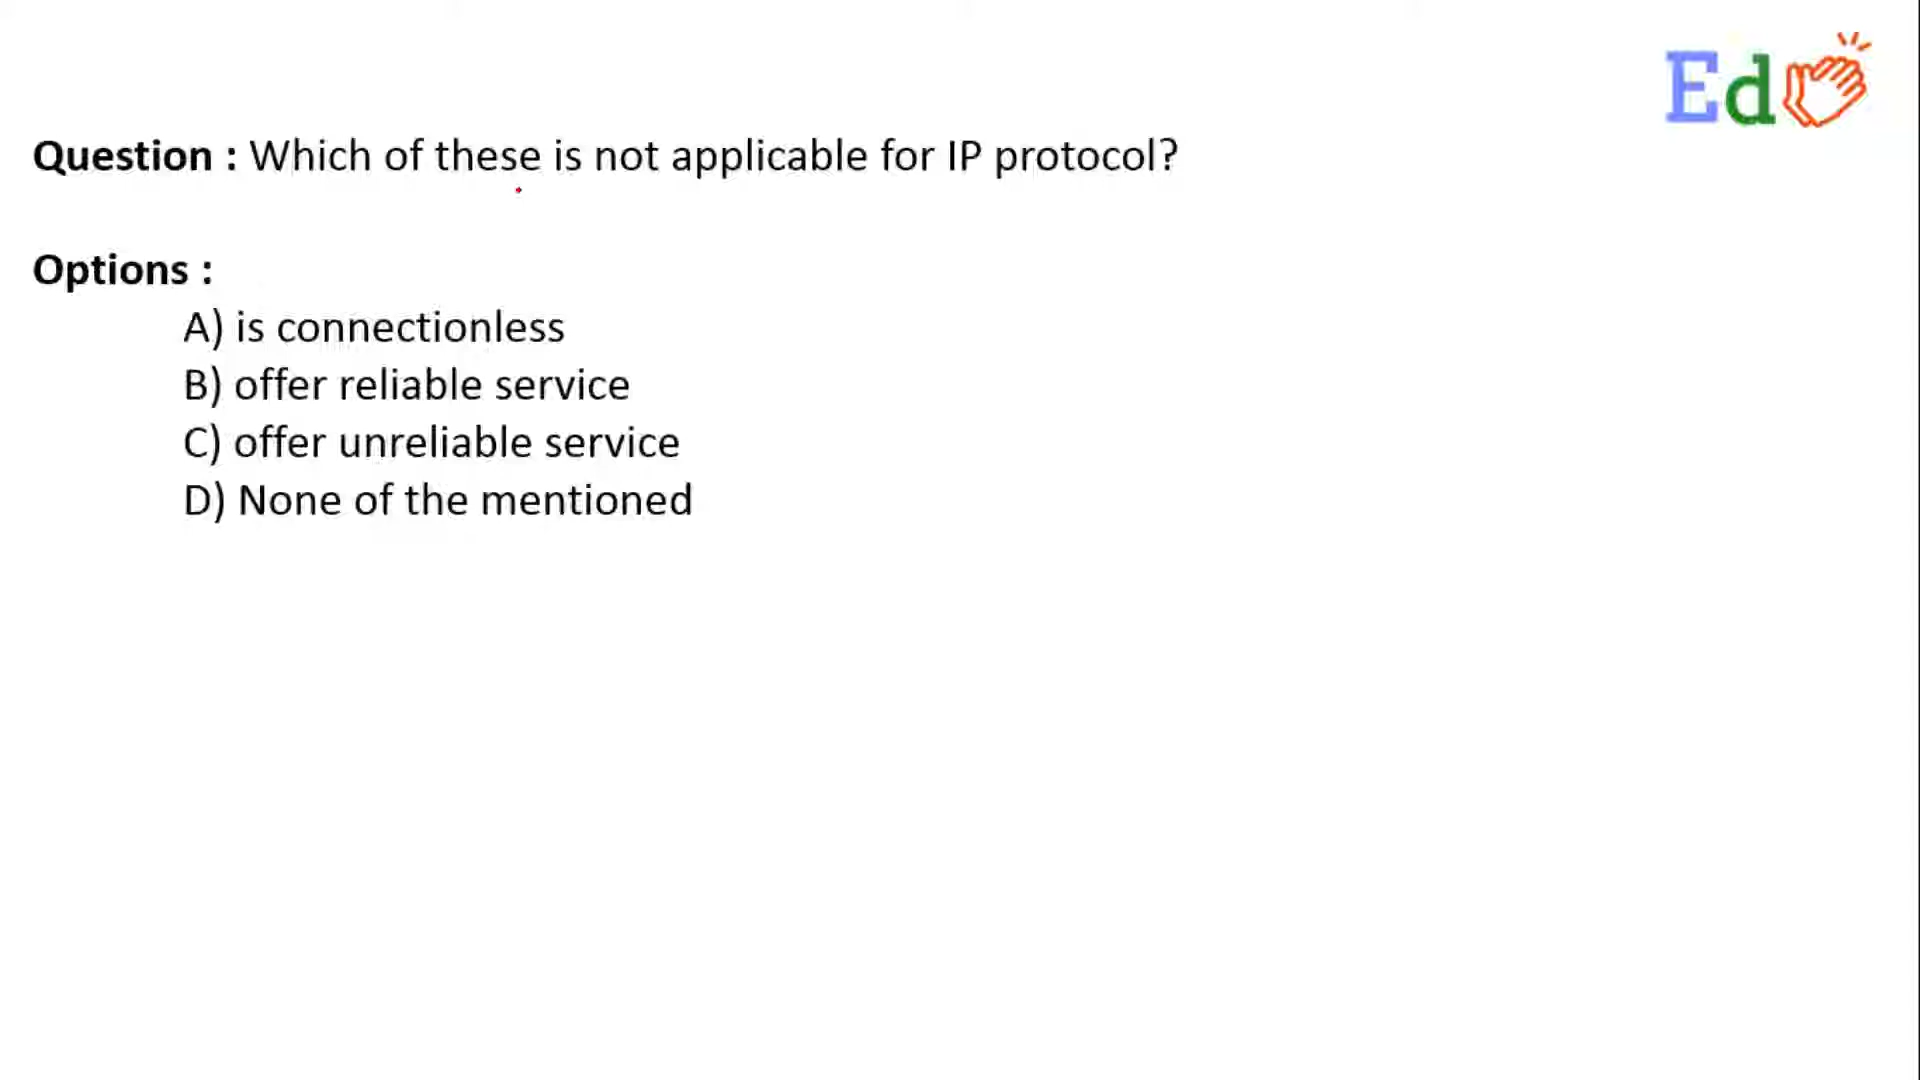 Ed
Question : Which of these is not applicable for IP protocol?
Options :
A) is connectionless
B) offer reliable service
C) offer unreliable service
D) None of the mentioned